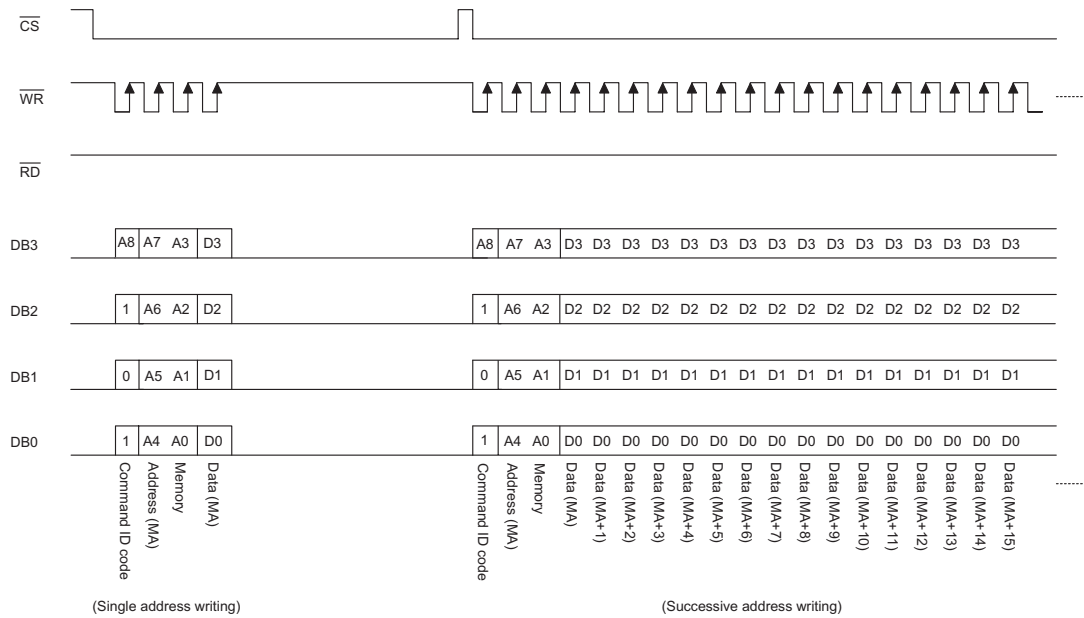 CS
WR
RD
DB3 A8 A7 A3 D3 A8 A7 A3 D3 D3 D3 D3 D3 D3 D3 D3 D3 D3 D3 D3 D3 D3 D3 D3
DB2 1 A6 A2 D2 1 A6 A2 D2 D2 D2 D2 D2 D2 D2 D2 D2 D2 D2 D2 D2 D2 D2 D2
DB1 0 A5 A1 D1 0 A5 A1 D1 D1 D1 D1 D1 D1 D1 D1 D1 D1 D1 D1 D1 D1 D1 D1
DB0 1 A4 A0 D0 1 A4 A0 D0 D0 D0 D0 D0 D0 D0 D0 D0 D0 D0 D0 D0 D0 D0 D0
Command ID code
Address (MA)
Memory
Data (MA)
Command ID code
Address (MA)
Memory
Data (MA)
Data (MA+1)
Data (MA+2)
Data (MA+3)
Data (MA+4)
Data (MA+5)
Data (MA+6)
Data (MA+7)
Data (MA+8)
Data (MA+9)
Data (MA+10)
Data (MA+11)
Data (MA+12)
Data (MA+13)
Data (MA+14)
Data (MA+15)
(Single address writing)
(Successive address writing)